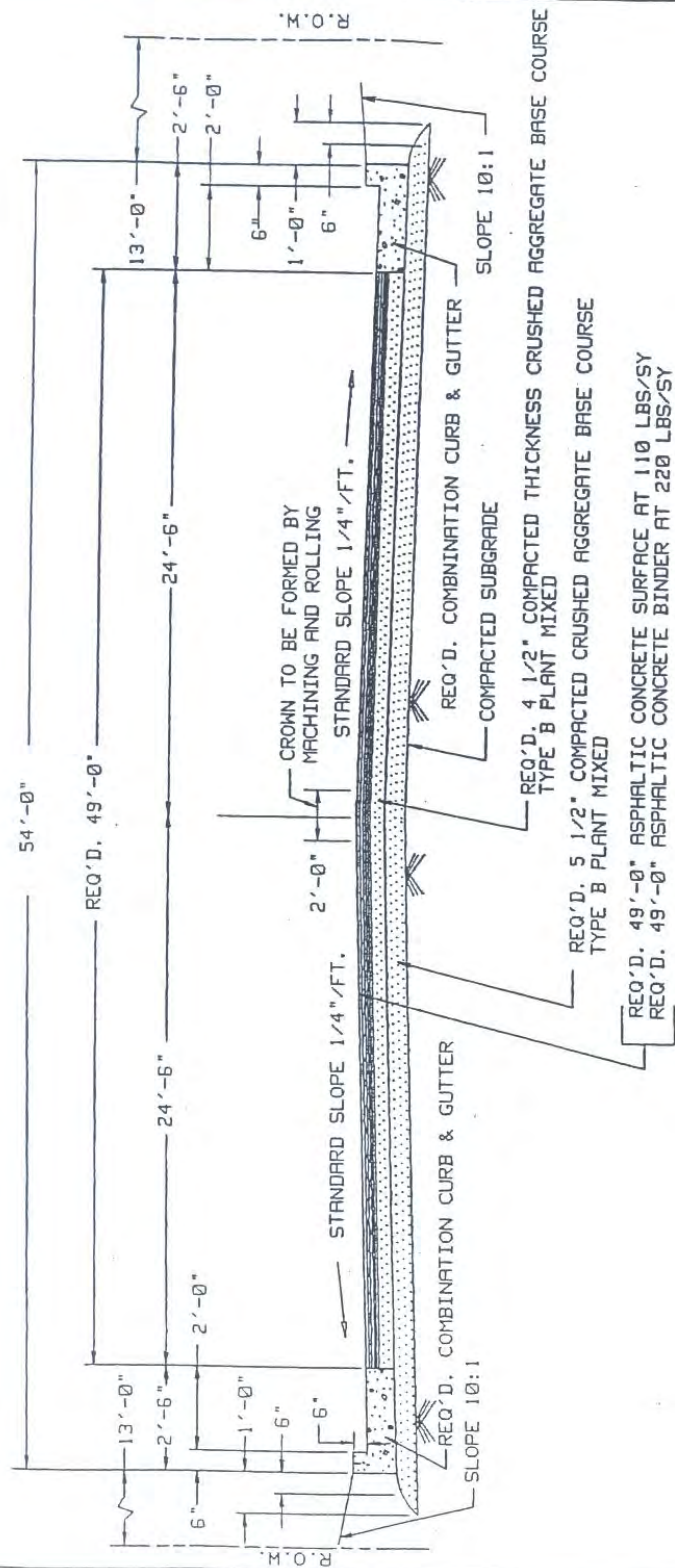 54'-0"
REQ'D. 49'-0"
24'-6"
24'-6"
R.O.W.
13'-0"
2'-6"
6"
2'-0"
1'-0"
6"
6"
STANDARD SLOPE 1/4"/FT.
2'-0"
CROWN TO BE FORMED BY
MACHINING AND ROLLING
STANDARD SLOPE 1/4"/FT.
13'-0"
2'-6"
2'-0"
6"
1'-0"
6"
R.O.W.
REQ'D. COMBINATION CURB & GUTTER
SLOPE 10:1
SLOPE 10:1
REQ'D. COMBNINATION CURB & GUTTER
COMPACTED SUBGRADE
REQ'D. 4 1/2" COMPACTED THICKNESS CRUSHED AGGREGATE BASE COURSE
TYPE B PLANT MIXED
REQ'D. 5 1/2" COMPACTED CRUSHED AGGREGATE BASE COURSE
TYPE B PLANT MIXED
REQ'D. 49'-0" ASPHALTIC CONCRETE SURFACE AT 110 LBS/SY
REQ'D. 49'-0" ASPHALTIC CONCRETE BINDER AT 220 LBS/SY